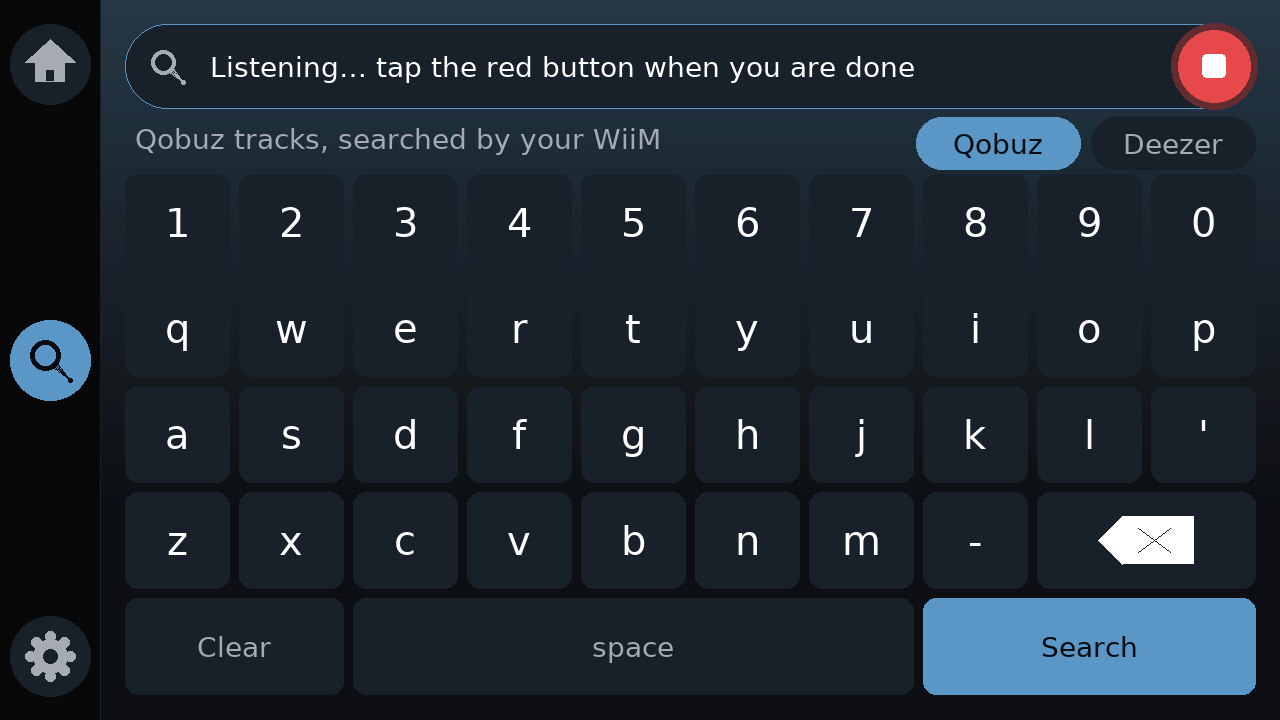 Listening... tap the red button when you are done
Qobuz tracks, searched by your WiiM
Qobuz Deezer
1 2 3 4 5 6 7 8 9 0
q w e r t y u i o p
a s d f g h j k l '
z x c v b n m -
Clear space Search